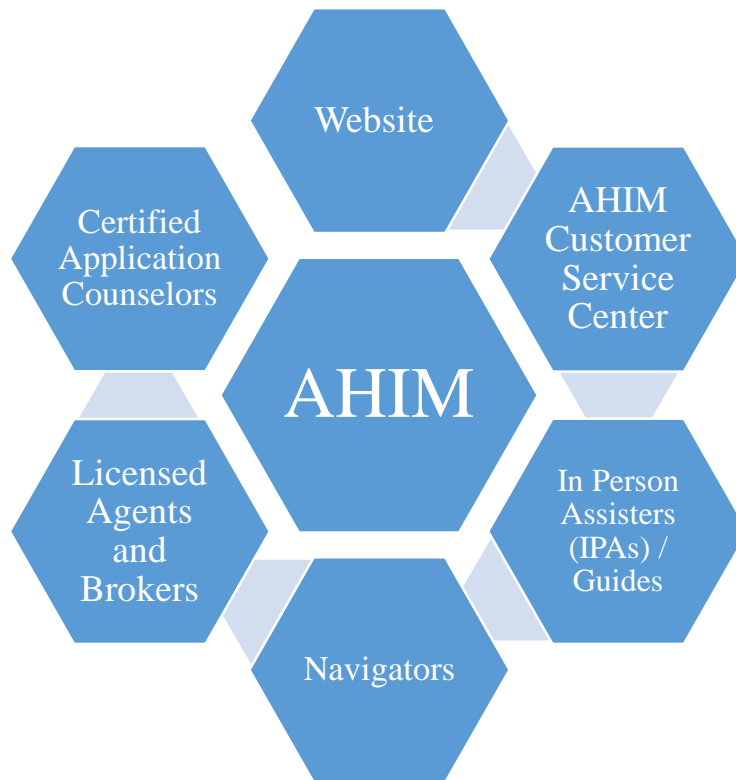 Website
AHIM
Customer
Service
Center
In Person
Assisters
(IPAs) /
Guides
Navigators
Licensed
Agents
and
Brokers
Certified
Application
Counselors
AHIM